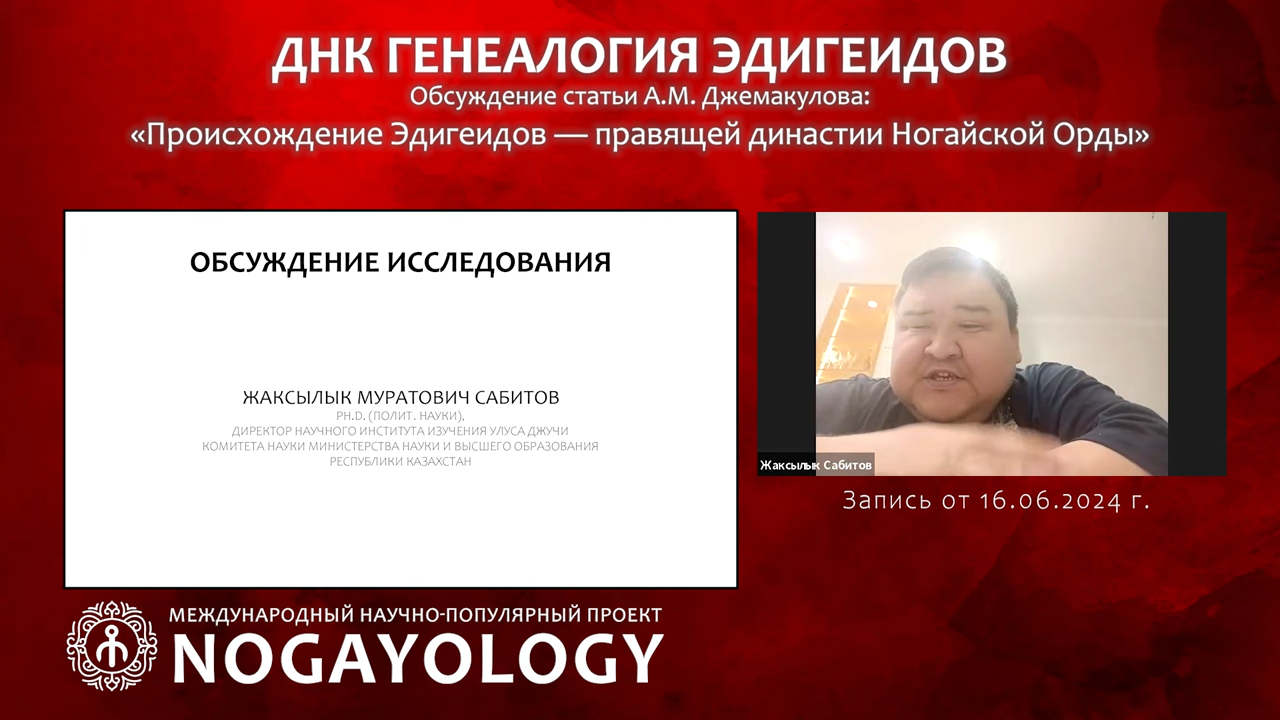 ДНК ГЕНЕАЛОГИЯ ЭДИГЕИДОВ
Обсуждение статьи А.М. Джемакулова:
«Происхождение Эдигеидов — правящей династии Ногайской Орды»
ОБСУЖДЕНИЕ ИССЛЕДОВАНИЯ
ЖАКСЫЛЫК МУРАТОВИЧ САБИТОВ
PH.D. (ПОЛИТ. НАУКИ),
ДИРЕКТОР НАУЧНОГО ИНСТИТУТА ИЗУЧЕНИЯ УЛУСА ДЖУЧИ
КОМИТЕТА НАУКИ МИНИСТЕРСТВА НАУКИ И ВЫСШЕГО ОБРАЗОВАНИЯ
РЕСПУБЛИКИ КАЗАХСТАН
Жаксылык Сабитов
Запись от 16.06.2024 г.
МЕЖДУНАРОДНЫЙ НАУЧНО-ПОПУЛЯРНЫЙ ПРОЕКТ
NOGAYOLOGY